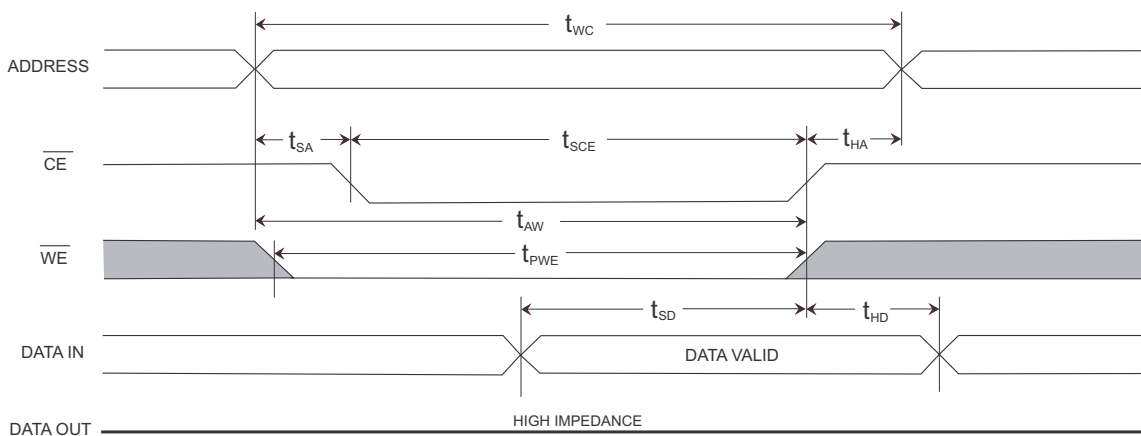 tWC
ADDRESS
tSA
tSCE
tHA
CE
tAW
WE
tPWE
tSD
tHD
DATA IN
DATA VALID
DATA OUT
HIGH IMPEDANCE